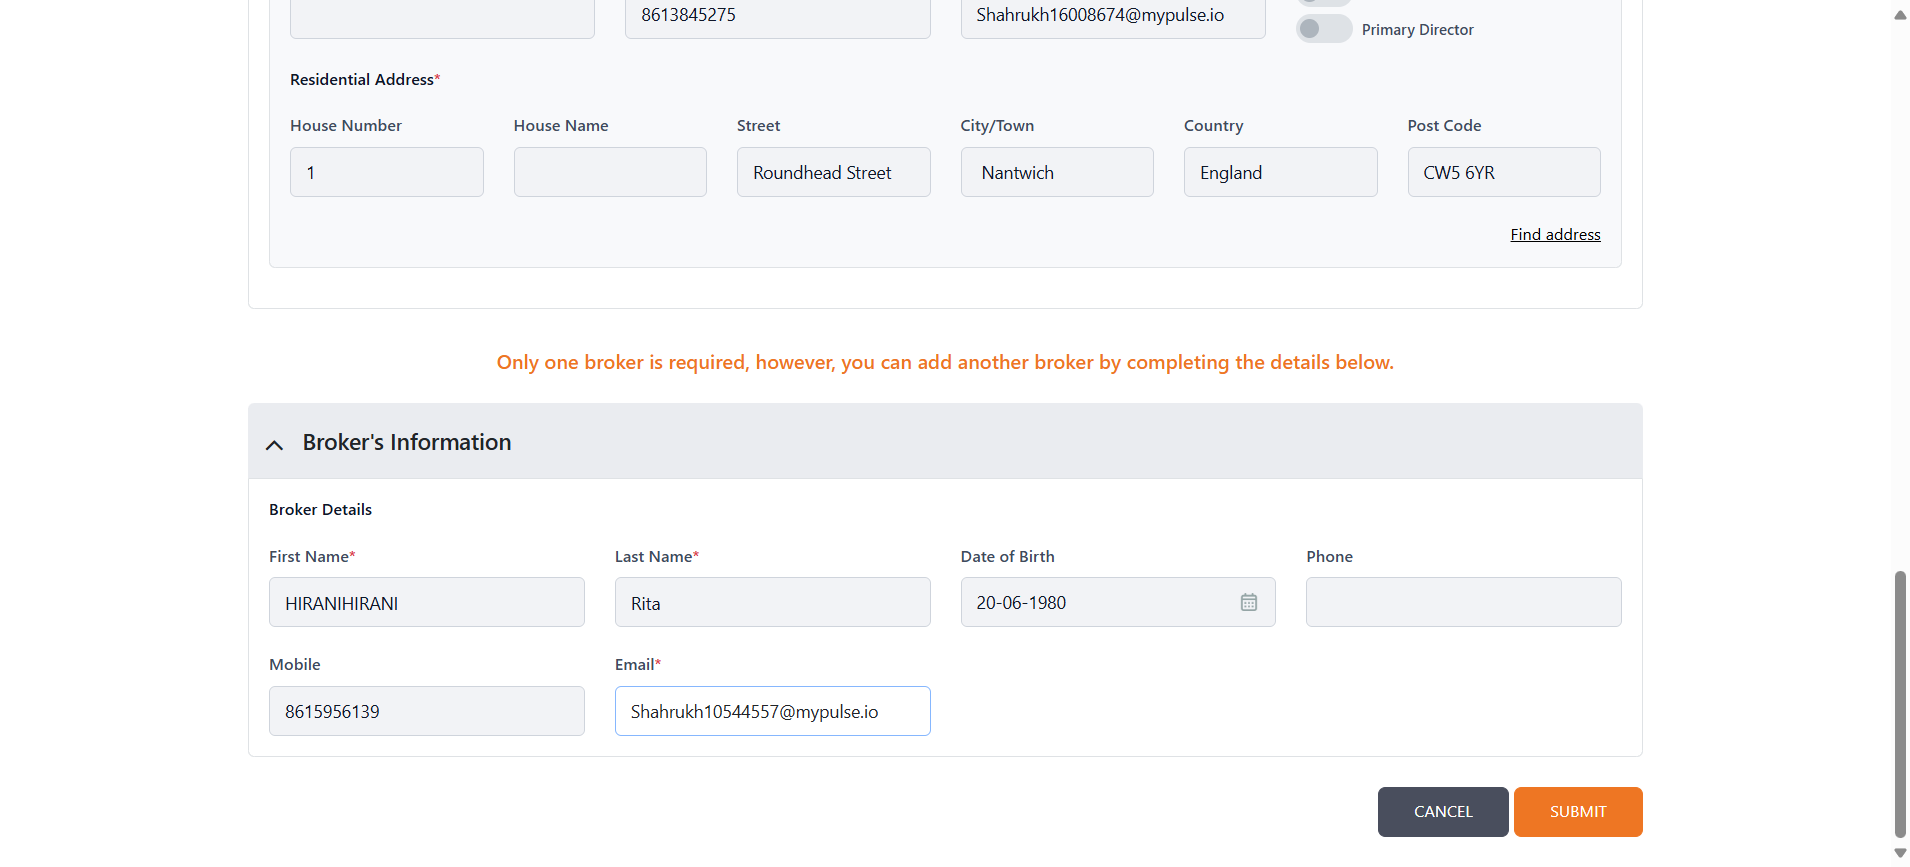 8613845275 Shahrukh16008674@mypulse.io
Primary Director
Residential Address*
House Number House Name Street City/Town Country Post Code
1 Roundhead Street Nantwich England CW5 6YR
Find address
Only one broker is required, however, you can add another broker by completing the details below.
Broker's Information
Broker Details
First Name* Last Name* Date of Birth Phone
HIRANIHIRANI Rita 20-06-1980
Mobile Email*
8615956139 Shahrukh10544557@mypulse.io
CANCEL SUBMIT